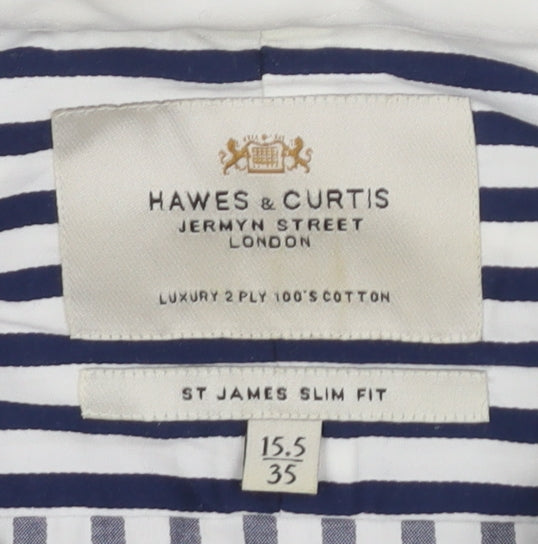 HAWES & CURTIS
JERMYN STREET
LONDON
LUXURY 2 PLY 100'S COTTON
ST JAMES SLIM FIT
15.5
35